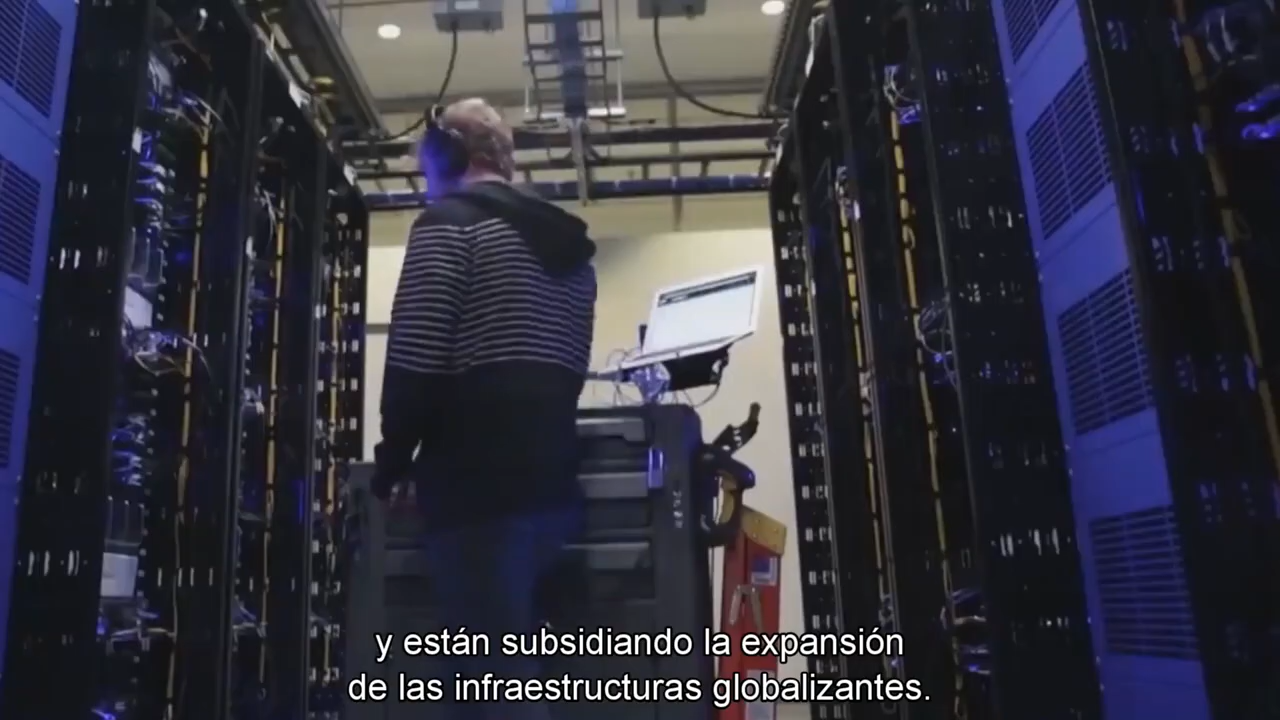 y están subsidiando la expansión
de las infraestructuras globalizantes.